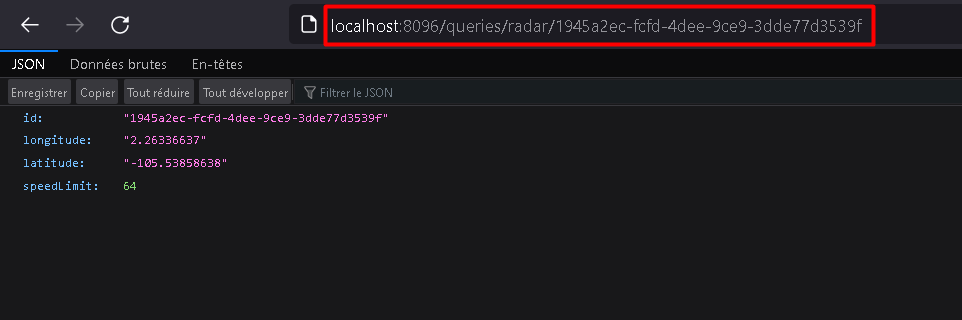 localhost:8096/queries/radar/1945a2ec-fcfd-4dee-9ce9-3dde77d3539f
JSON Données brutes En-têtes
Enregistrer Copier Tout réduire Tout développer Filtrer le JSON
id: "1945a2ec-fcfd-4dee-9ce9-3dde77d3539f"
longitude: "2.26336637"
latitude: "-105.53858638"
speedLimit: 64